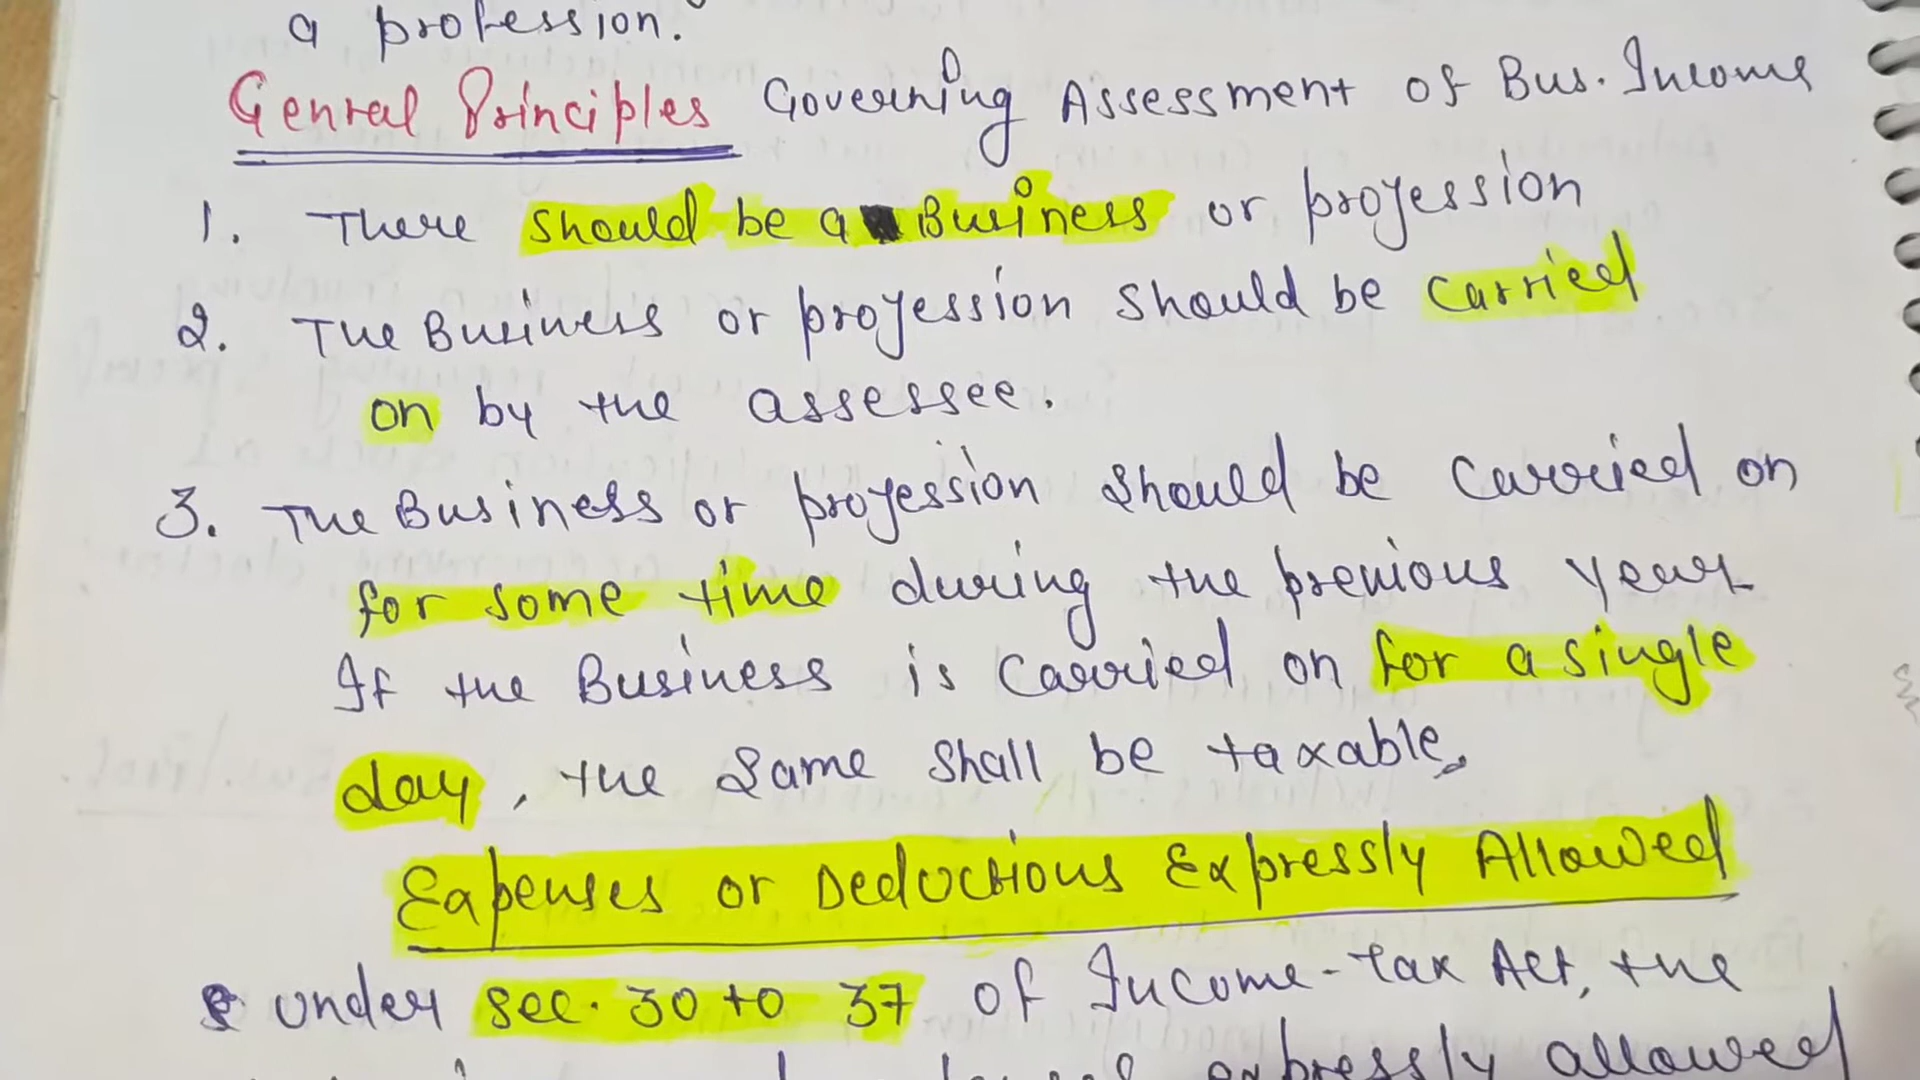 a profession.
Genral Principles Governing Assessment of Bus. Income
1. There should be a Business or profession
2. The Business or profession should be carried
on by the assessee.
3. The Business or profession should be carried on
for some time during the previous year
If the Business is carried on for a single
day, the same shall be taxable.
Expenses or Deductions Expressly Allowed
under sec. 30 to 37 of Income-tax Act, the
expressly allowed